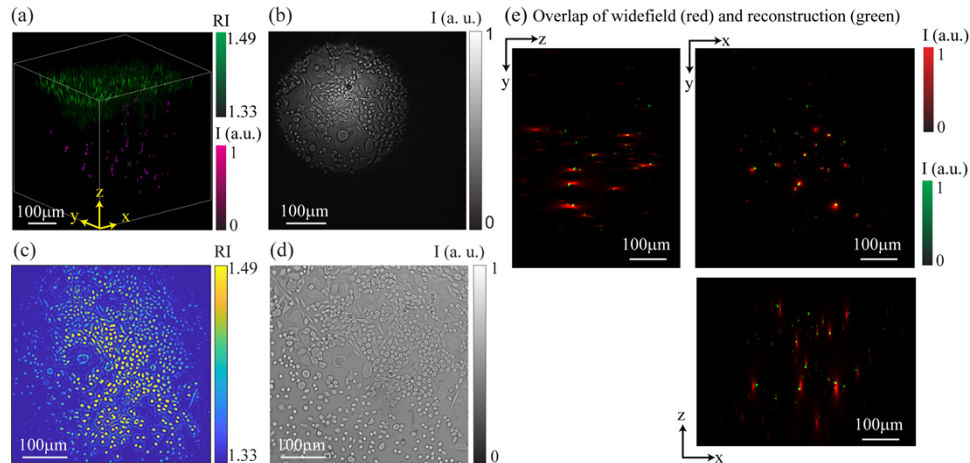 (a)
RI
1.49
1.33
I (a.u.)
1
0
z
y
x
100μm
(b)
I (a. u.)
1
0
100μm
(c)
RI
1.49
1.33
100μm
(d)
I (a. u.)
1
0
100μm
(e) Overlap of widefield (red) and reconstruction (green)
z
y
100μm
x
y
100μm
I (a.u.)
1
0
I (a.u.)
1
0
z
x
100μm